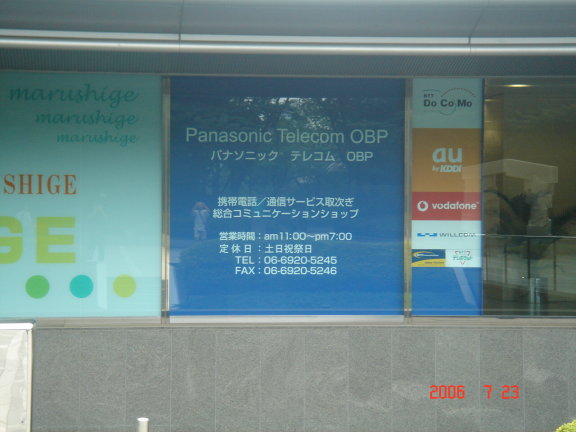 marushige
marushige
marushige
SHIGE
GE
Panasonic Telecom OBP
パナソニック テレコム OBP
携帯電話／通信サービス取次ぎ
総合コミュニケーションショップ
営業時間：am11:00〜pm7:00
定休日：土日祝祭日
TEL：06-6920-5245
FAX：06-6920-5246
NTT
DoCoMo
au
by KDDI
vodafone
WILLCOM
2006 7 23